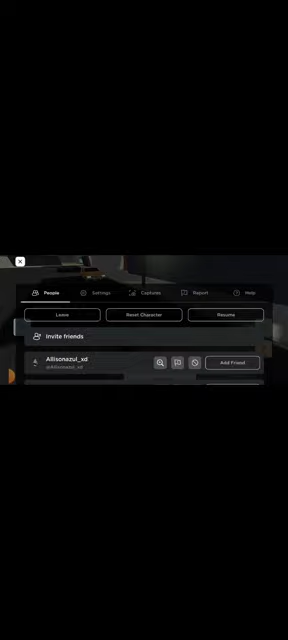 People Settings Captures Report Help
Leave Reset Character Resume
Invite friends
Allisonazul_xd Add Friend
@Allisonazul_xd